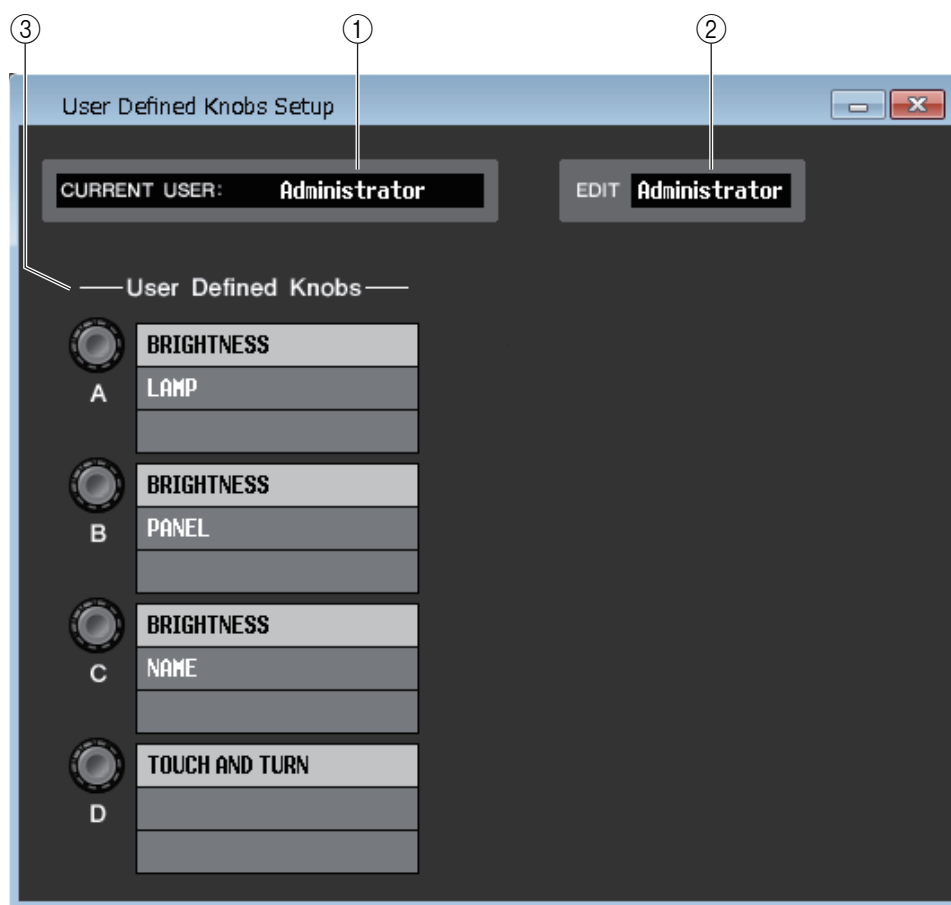 ③ ① ②
User Defined Knobs Setup
CURRENT USER: Administrator EDIT Administrator
User Defined Knobs
BRIGHTNESS
A LAMP
BRIGHTNESS
B PANEL
BRIGHTNESS
C NAME
TOUCH AND TURN
D